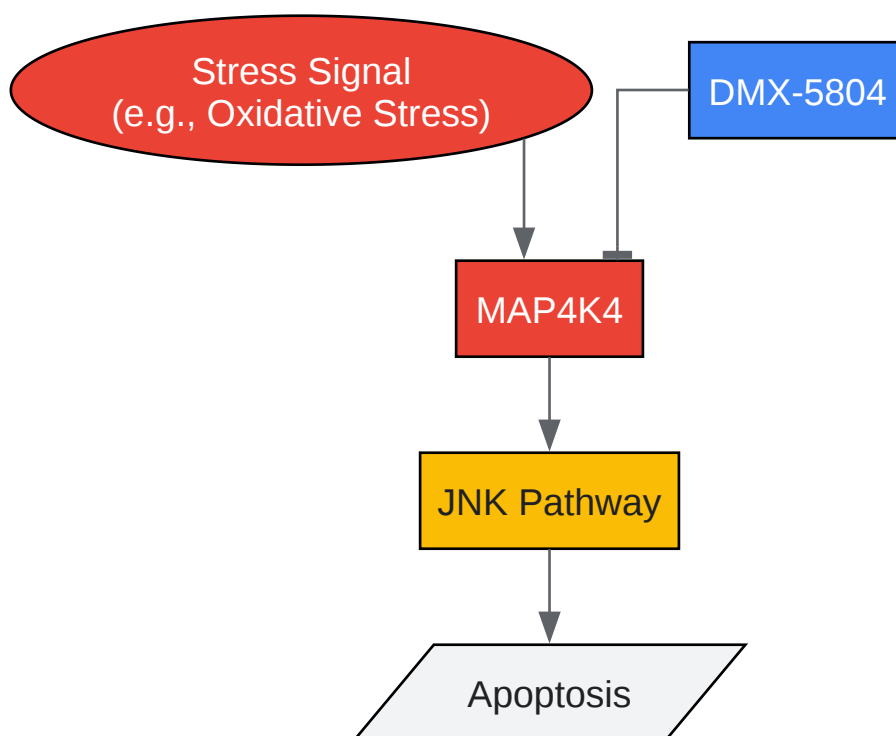 Stress Signal
(e.g., Oxidative Stress)
DMX-5804
MAP4K4
JNK Pathway
Apoptosis